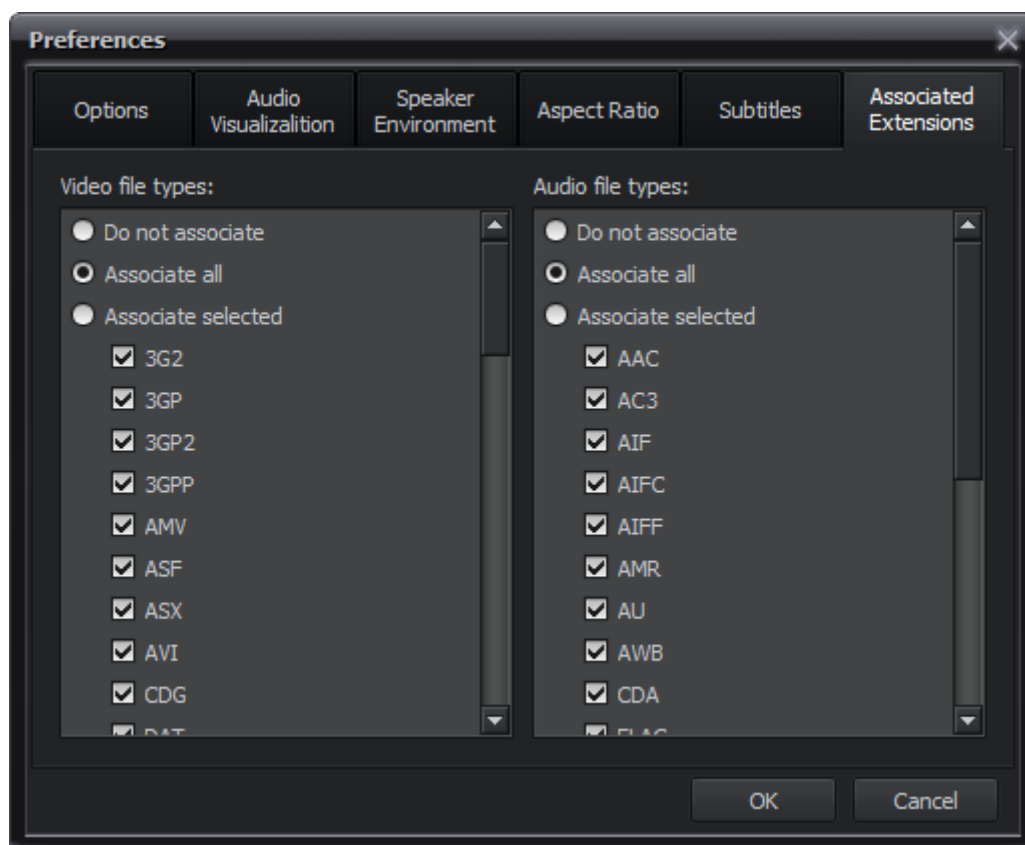 Preferences
Options
Audio
Visualizalition
Speaker
Environment
Aspect Ratio
Subtitles
Associated
Extensions
Video file types:
Do not associate
Associate all
Associate selected
3G2
3GP
3GP2
3GPP
AMV
ASF
ASX
AVI
CDG
DAT
Audio file types:
Do not associate
Associate all
Associate selected
AAC
AC3
AIF
AIFC
AIFF
AMR
AU
AWB
CDA
FLAC
OK
Cancel